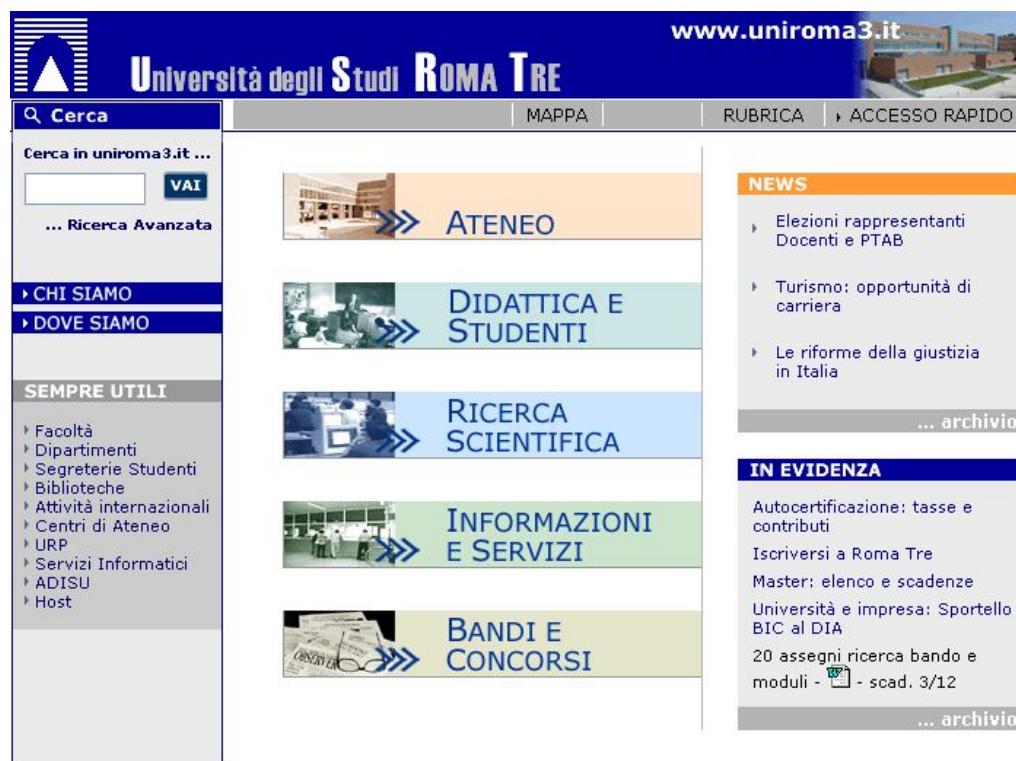 www.uniroma3.it
Università degli Studi ROMA TRE
Cerca
MAPPA
RUBRICA
ACCESSO RAPIDO
Cerca in uniroma3.it ...
VAI
... Ricerca Avanzata
CHI SIAMO
DOVE SIAMO
SEMPRE UTILI
Facoltà
Dipartimenti
Segreterie Studenti
Biblioteche
Attività internazionali
Centri di Ateneo
URP
Servizi Informatici
ADISU
Host
ATENEO
DIDATTICA E
STUDENTI
RICERCA
SCIENTIFICA
INFORMAZIONI
E SERVIZI
OBSERVER
BANDI E
CONCORSI
NEWS
Elezioni rappresentanti
Docenti e PTAB
Turismo: opportunità di
carriera
Le riforme della giustizia
in Italia
... archivio
IN EVIDENZA
Autocertificazione: tasse e
contributi
Iscriversi a Roma Tre
Master: elenco e scadenze
Università e impresa: Sportello
BIC al DIA
20 assegni ricerca bando e
moduli - - scad. 3/12
... archivio